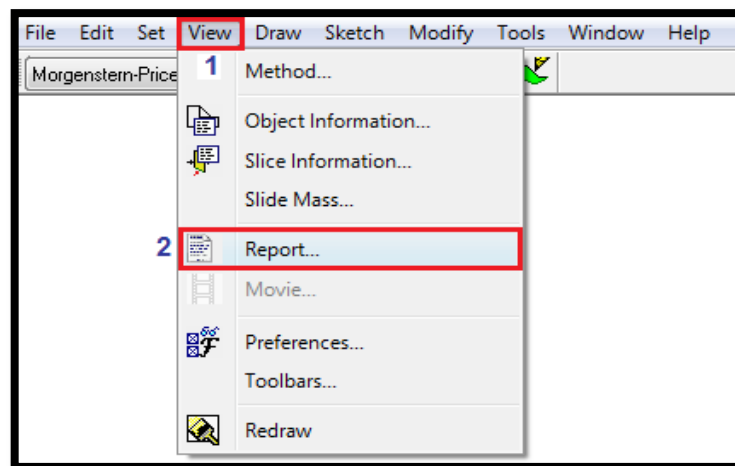 File Edit Set View Draw Sketch Modify Tools Window Help
Morgenstern-Price
1 Method...
Object Information...
Slice Information...
Slide Mass...
2 Report...
Movie...
Preferences...
Toolbars...
Redraw